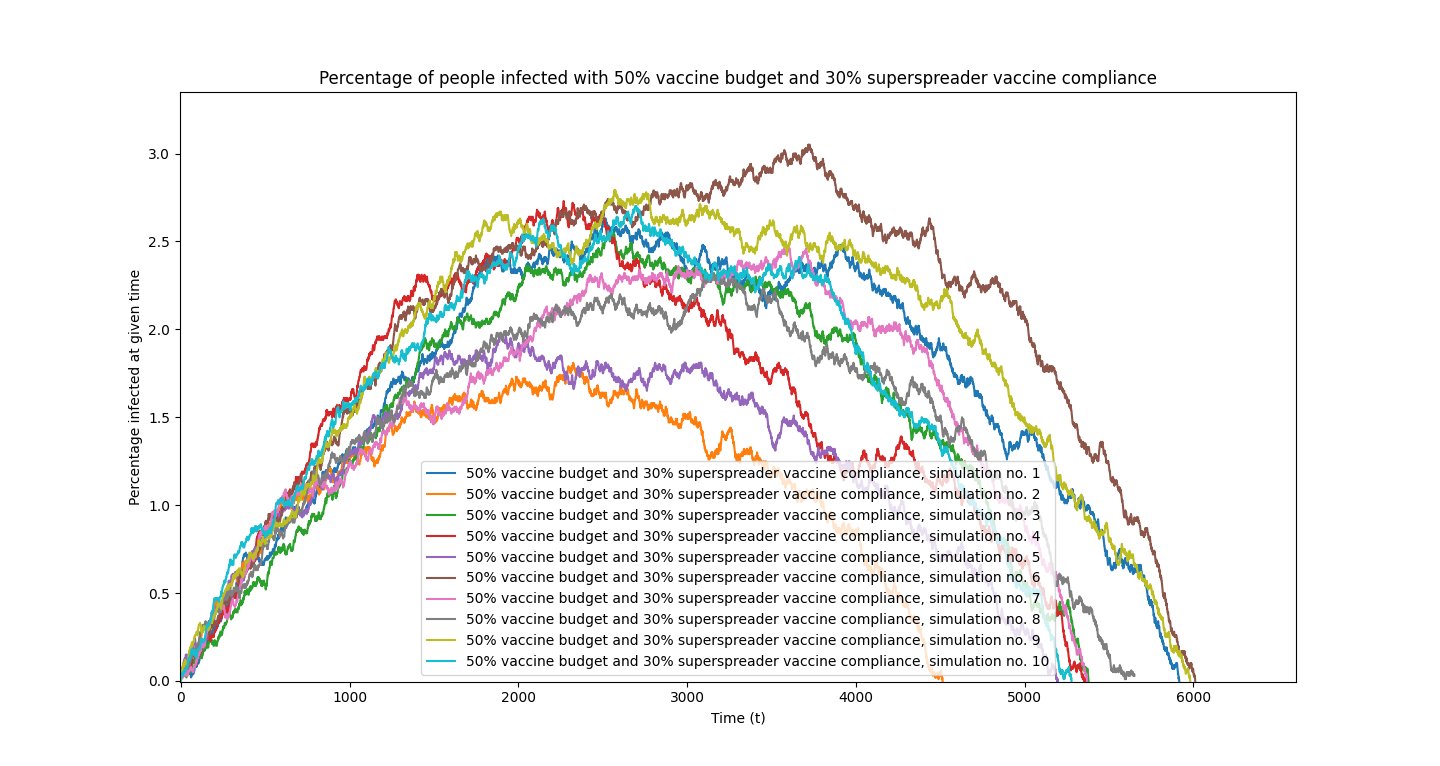 Percentage of people infected with 50% vaccine budget and 30% superspreader vaccine compliance
Percentage infected at given time
3.0
2.5
2.0
1.5
1.0
0.5
0.0
50% vaccine budget and 30% superspreader vaccine compliance, simulation no. 1
50% vaccine budget and 30% superspreader vaccine compliance, simulation no. 2
50% vaccine budget and 30% superspreader vaccine compliance, simulation no. 3
50% vaccine budget and 30% superspreader vaccine compliance, simulation no. 4
50% vaccine budget and 30% superspreader vaccine compliance, simulation no. 5
50% vaccine budget and 30% superspreader vaccine compliance, simulation no. 6
50% vaccine budget and 30% superspreader vaccine compliance, simulation no. 7
50% vaccine budget and 30% superspreader vaccine compliance, simulation no. 8
50% vaccine budget and 30% superspreader vaccine compliance, simulation no. 9
50% vaccine budget and 30% superspreader vaccine compliance, simulation no. 10
0 1000 2000 3000 4000 5000 6000
Time (t)